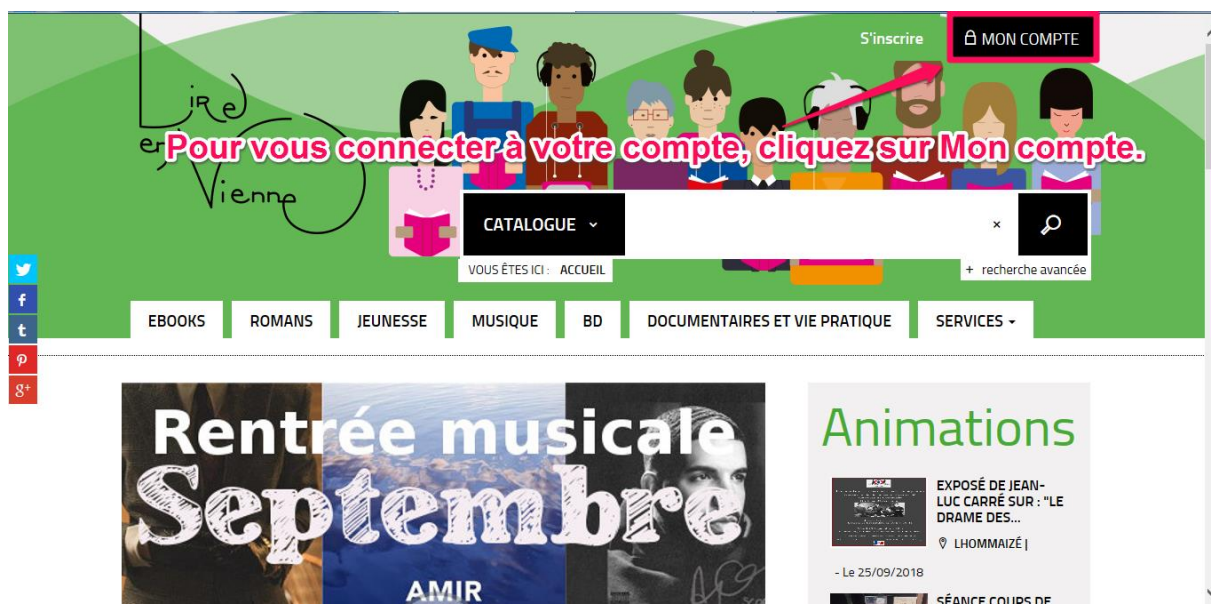 S'inscrire
MON COMPTE
Lire
en
Vienne
Pour vous connecter à votre compte, cliquez sur Mon compte.
CATALOGUE
×
VOUS ÊTES ICI : ACCUEIL
+ recherche avancée
f
t
g+
EBOOKS
ROMANS
JEUNESSE
MUSIQUE
BD
DOCUMENTAIRES ET VIE PRATIQUE
SERVICES
Rentrée musicale
Septembre
AMIR
Animations
EXPOSÉ DE JEAN-
LUC CARRÉ SUR : "LE
DRAME DES...
LHOMMAIZÉ |
- Le 25/09/2018
SÉANCE COUPS DE